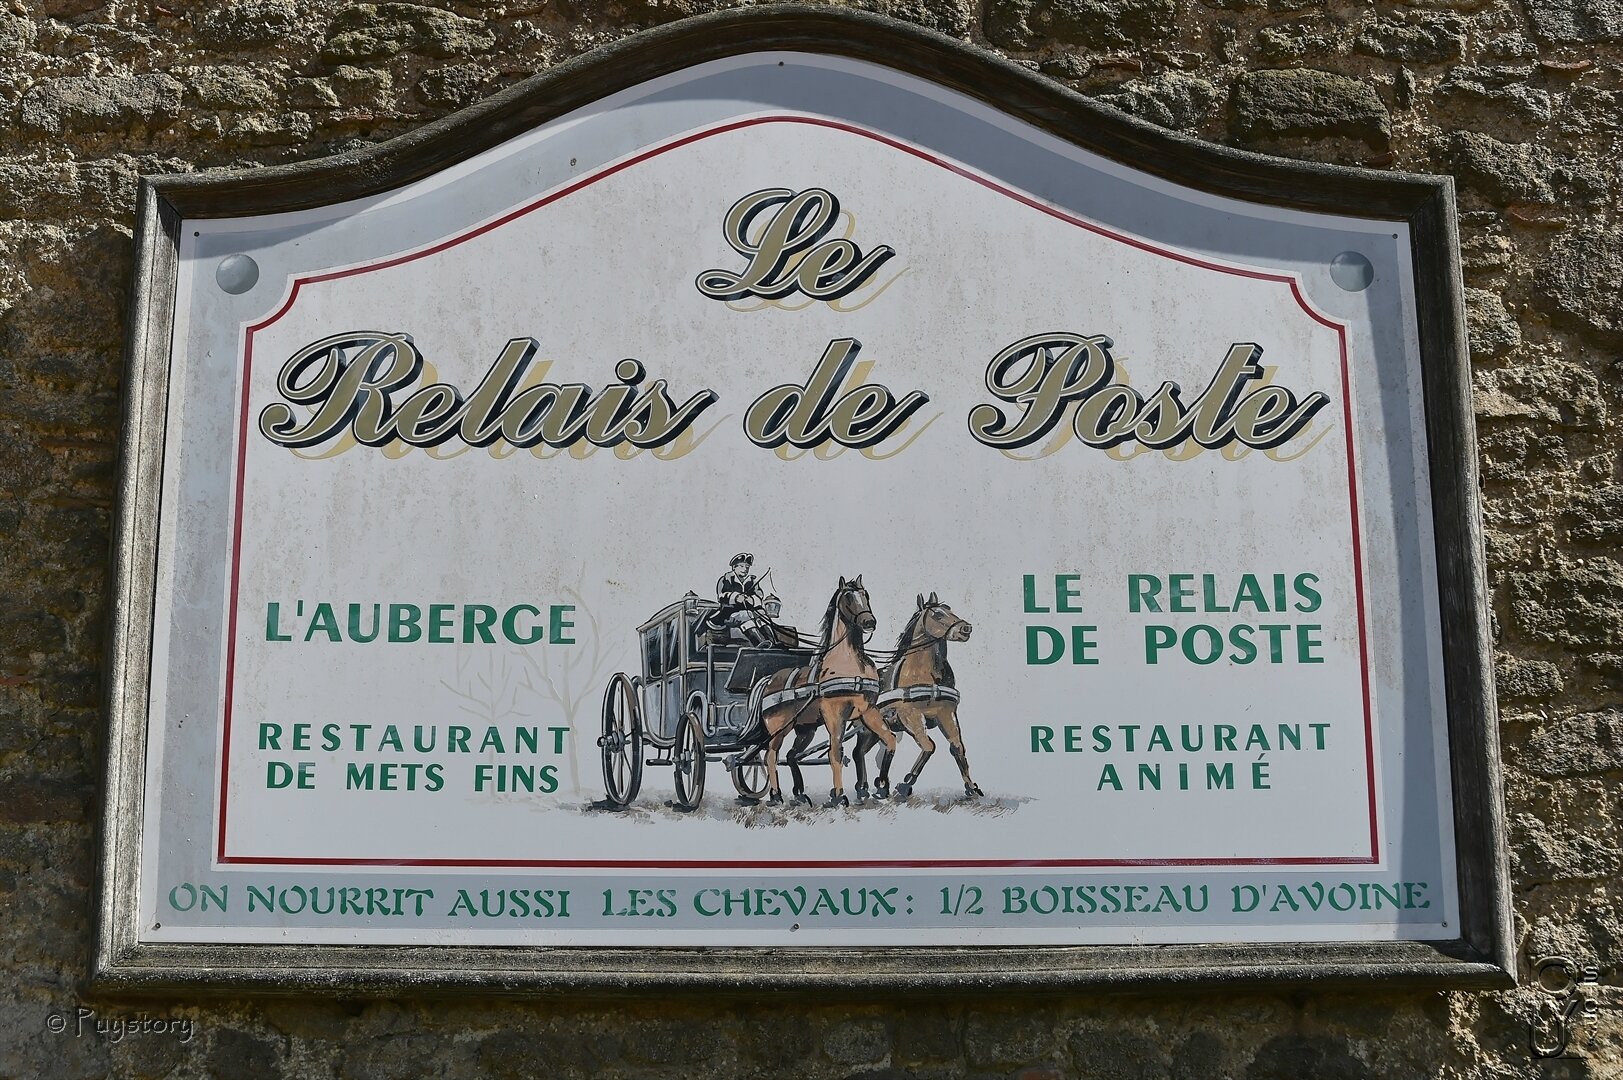 Le
Relais de Poste
L'AUBERGE
RESTAURANT
DE METS FINS
LE RELAIS
DE POSTE
RESTAURANT
ANIMÉ
ON NOURRIT AUSSI LES CHEVAUX : 1/2 BOISSEAU D'AVOINE
© Puystory